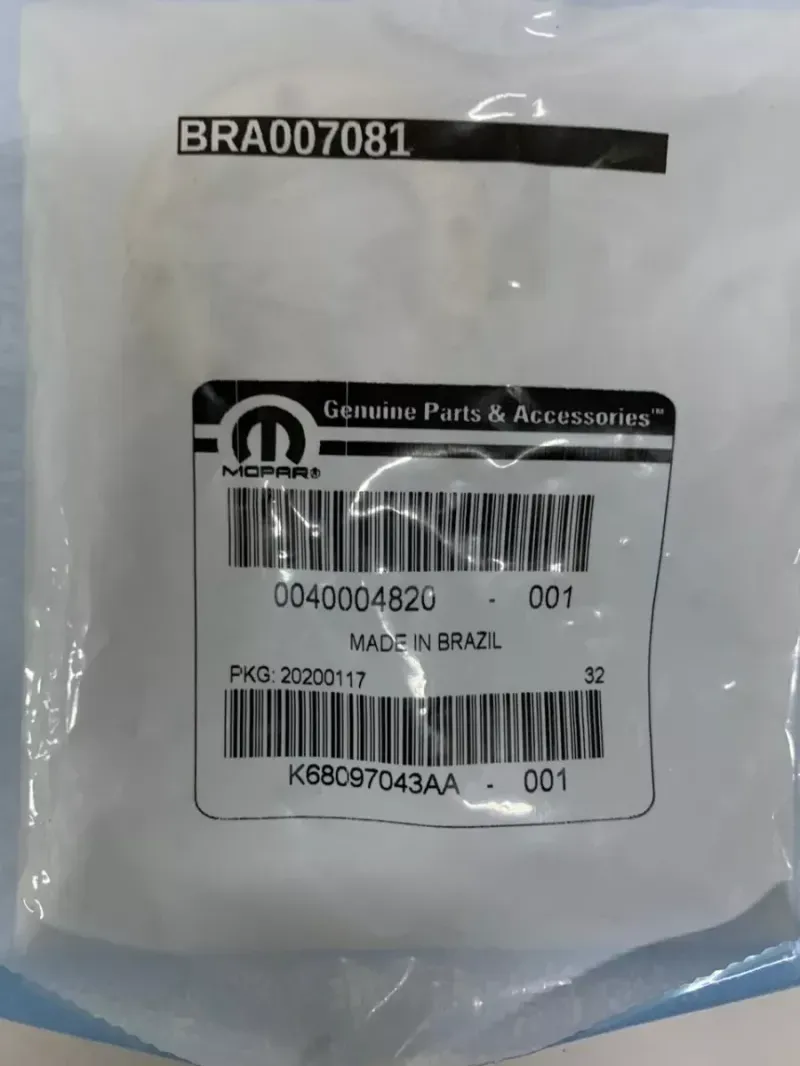 BRA007081
Genuine Parts & Accessories™
MOPAR®
0040004820 - 001
MADE IN BRAZIL
PKG: 20200117 32
K68097043AA - 001